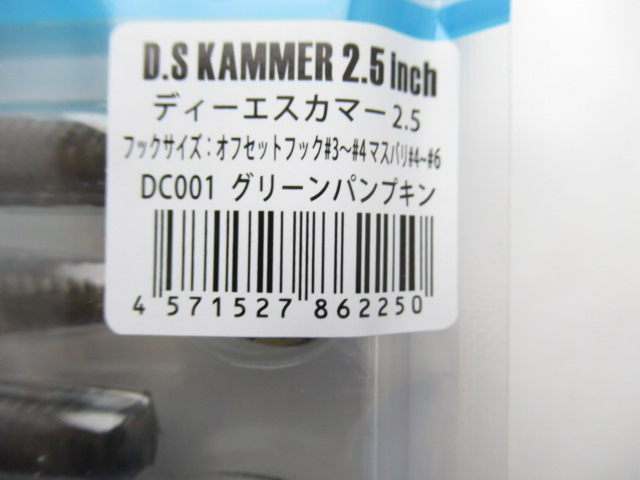 D.S KAMMER 2.5 inch
ディーエスカマー2.5
フックサイズ：オフセットフック#3〜#4 マスバリ#4~#6
DC001 グリーンパンプキン
4 571527 862250